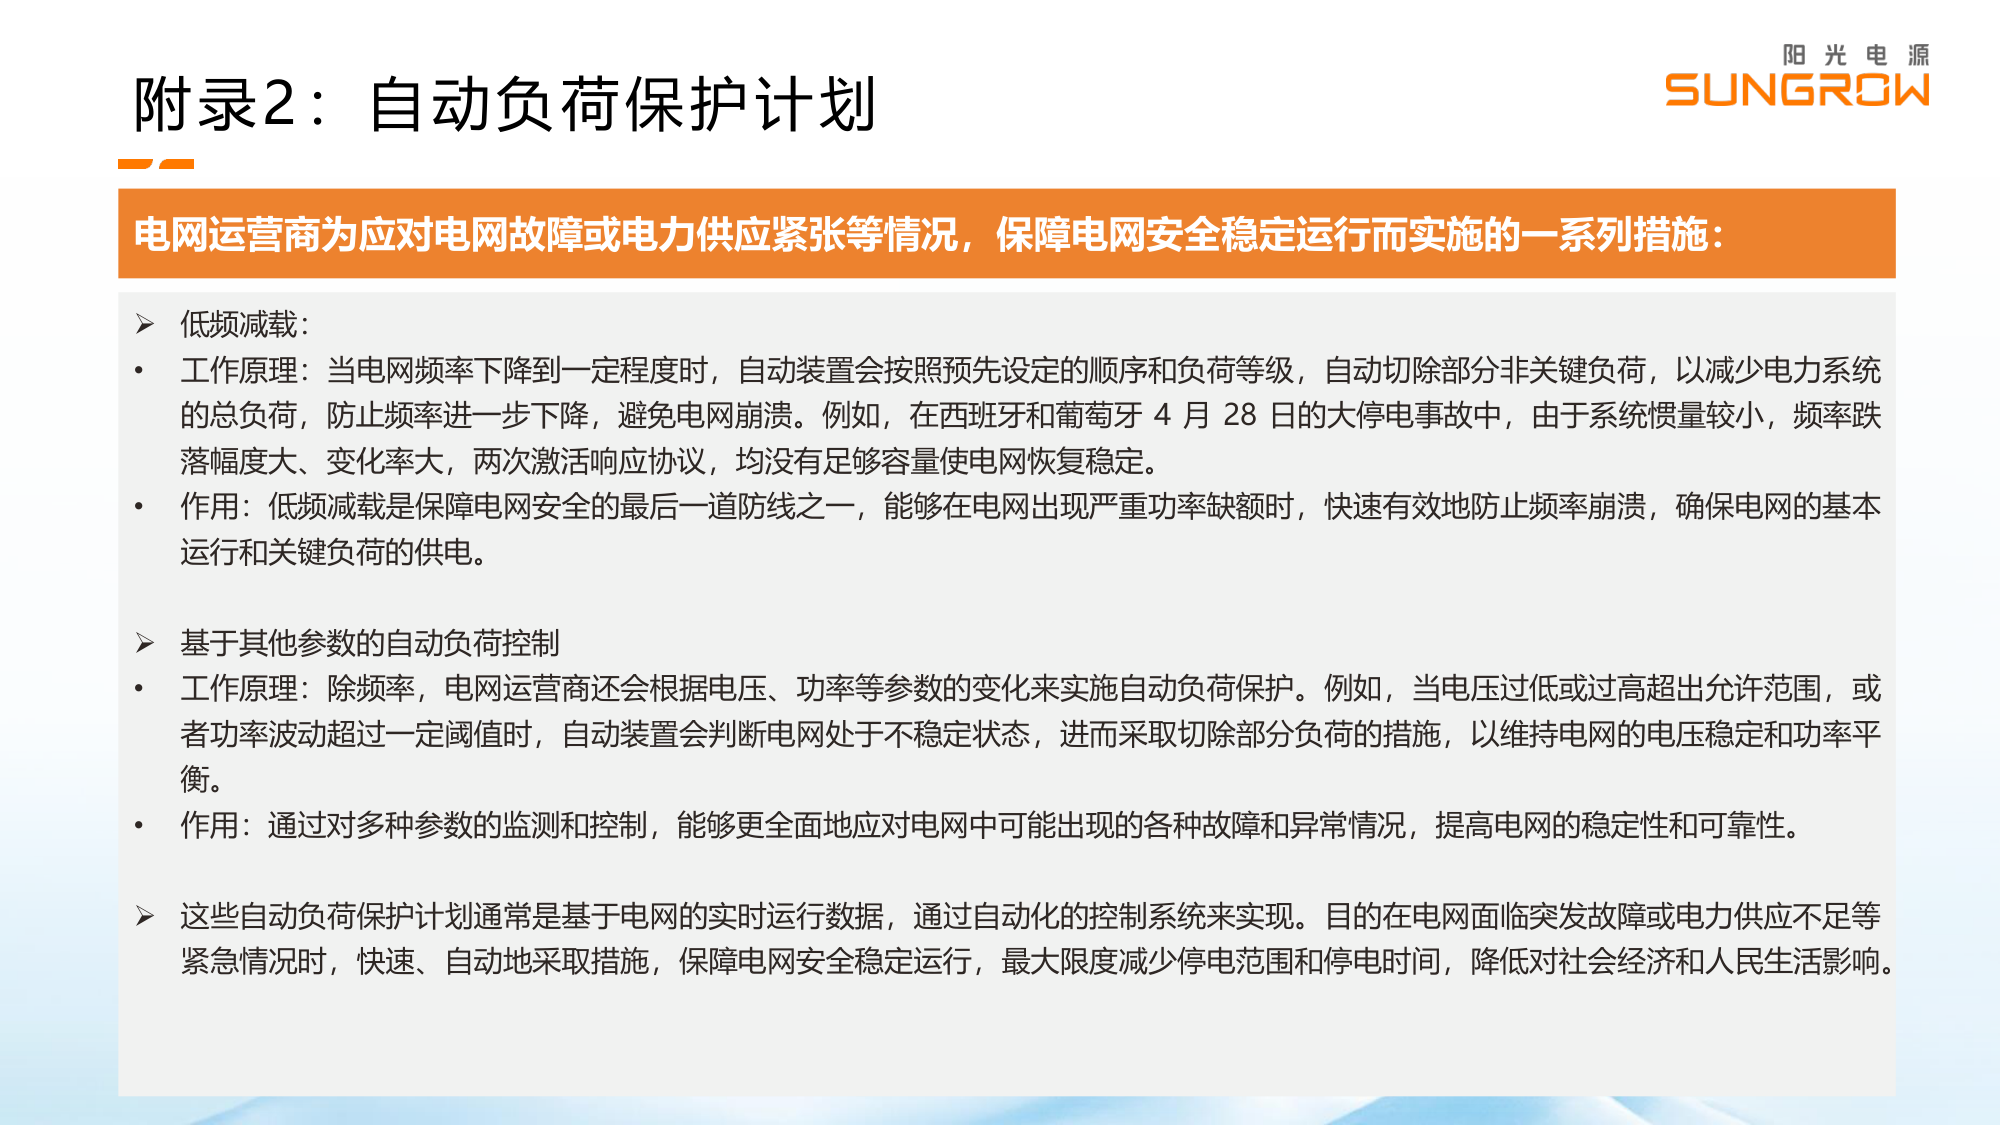 阳光电源
SUNGROW
附录2：自动负荷保护计划
电网运营商为应对电网故障或电力供应紧张等情况，保障电网安全稳定运行而实施的一系列措施：
➢ 低频减载：
• 工作原理：当电网频率下降到一定程度时，自动装置会按照预先设定的顺序和负荷等级，自动切除部分非关键负荷，以减少电力系统
的总负荷，防止频率进一步下降，避免电网崩溃。例如，在西班牙和葡萄牙 4 月 28 日的大停电事故中，由于系统惯量较小，频率跌
落幅度大、变化率大，两次激活响应协议，均没有足够容量使电网恢复稳定。
• 作用：低频减载是保障电网安全的最后一道防线之一，能够在电网出现严重功率缺额时，快速有效地防止频率崩溃，确保电网的基本
运行和关键负荷的供电。
➢ 基于其他参数的自动负荷控制
• 工作原理：除频率，电网运营商还会根据电压、功率等参数的变化来实施自动负荷保护。例如，当电压过低或过高超出允许范围，或
者功率波动超过一定阈值时，自动装置会判断电网处于不稳定状态，进而采取切除部分负荷的措施，以维持电网的电压稳定和功率平
衡。
• 作用：通过对多种参数的监测和控制，能够更全面地应对电网中可能出现的各种故障和异常情况，提高电网的稳定性和可靠性。
➢ 这些自动负荷保护计划通常是基于电网的实时运行数据，通过自动化的控制系统来实现。目的在电网面临突发故障或电力供应不足等
紧急情况时，快速、自动地采取措施，保障电网安全稳定运行，最大限度减少停电范围和停电时间，降低对社会经济和人民生活影响。